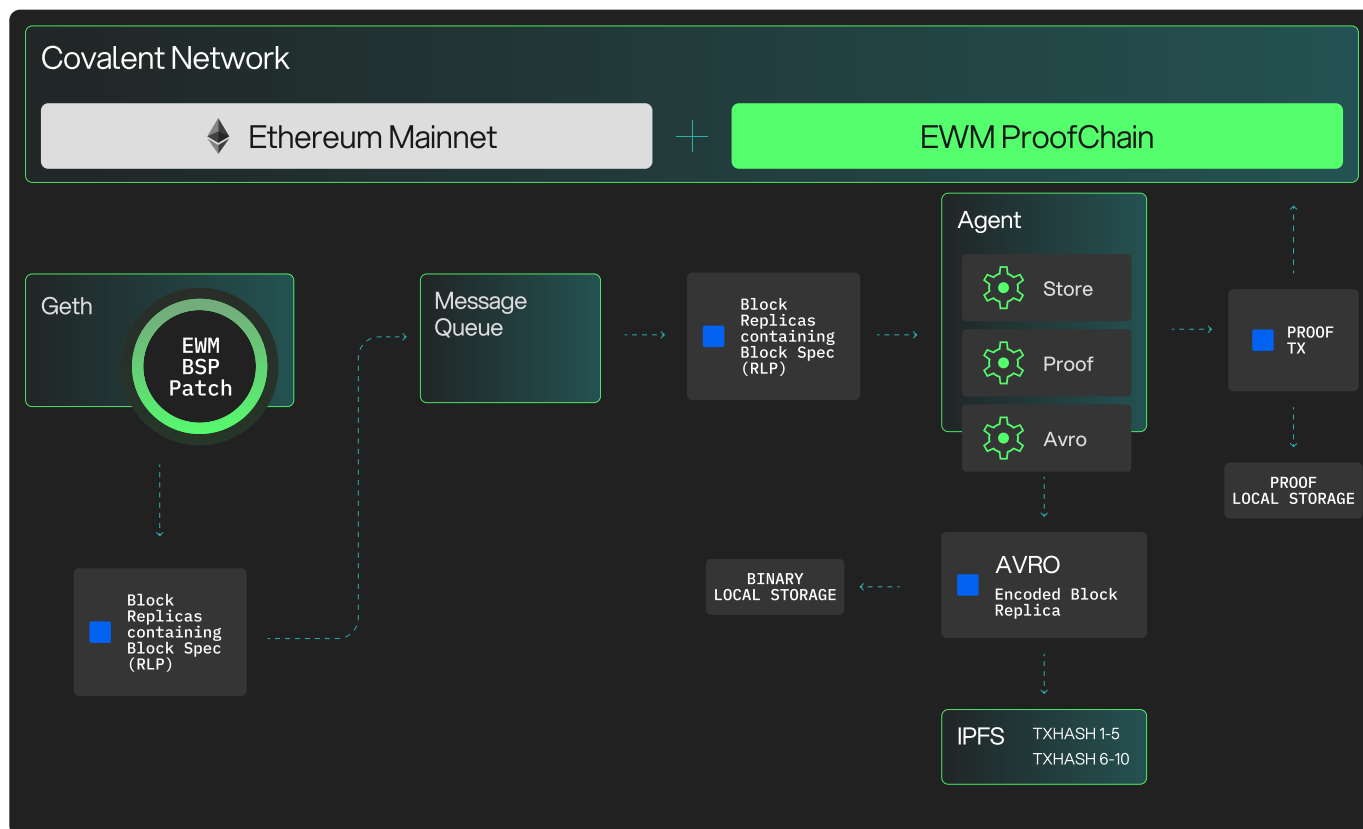 Covalent Network
Ethereum Mainnet
EWM ProofChain
Geth
EWM
BSP
Patch
Message
Queue
Block
Replicas
containing
Block Spec
(RLP)
Agent
Store
Proof
Avro
PROOF
TX
PROOF
LOCAL STORAGE
Block
Replicas
containing
Block Spec
(RLP)
BINARY
LOCAL STORAGE
AVRO
Encoded Block
Replica
IPFS
TXHASH 1-5
TXHASH 6-10